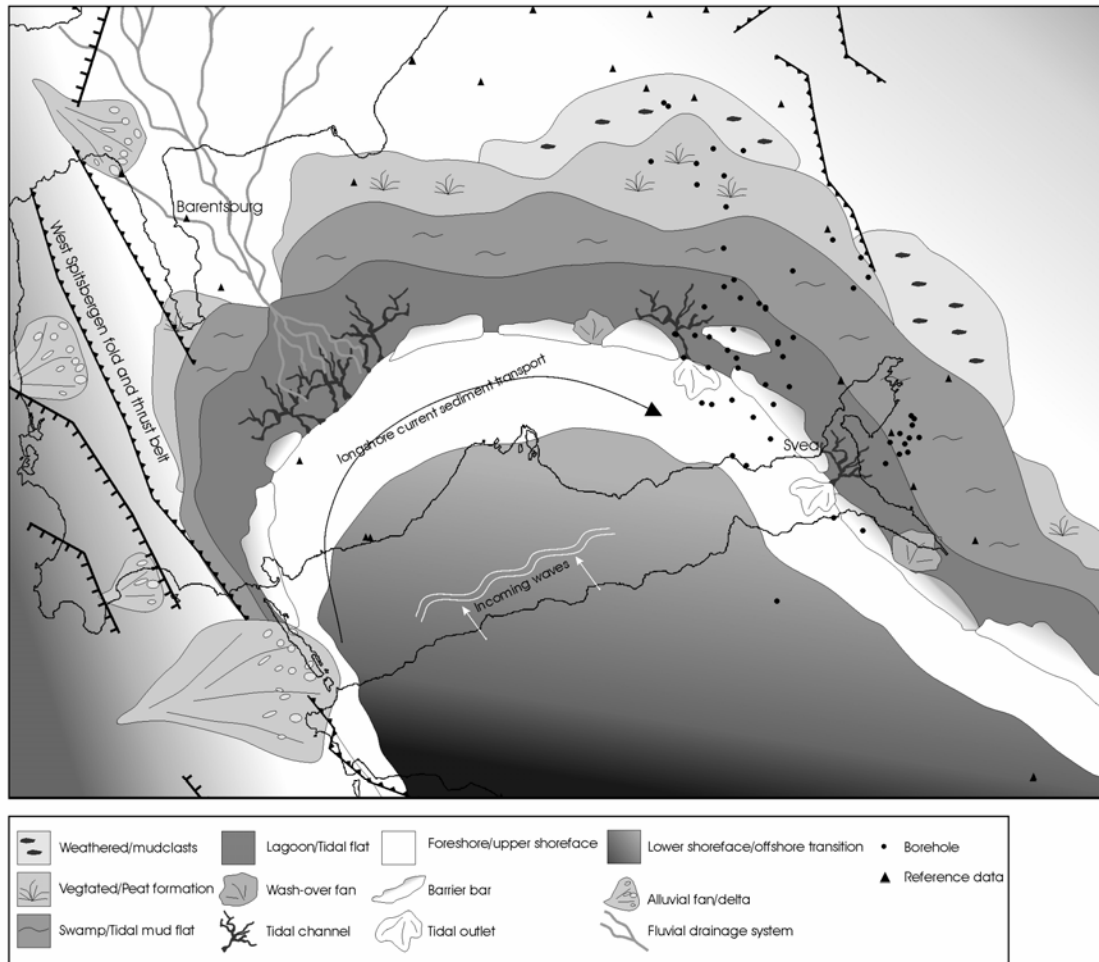 Barentsburg
West Spitsbergen fold and thrust belt
longshore current sediment transport
Svea
Incoming waves
Weathered/mudclasts
Lagoon/Tidal flat
Foreshore/upper shoreface
Lower shoreface/offshore transition
Borehole
Vegtated/Peat formation
Wash-over fan
Barrier bar
Alluvial fan/delta
Reference data
Swamp/Tidal mud flat
Tidal channel
Tidal outlet
Fluvial drainage system